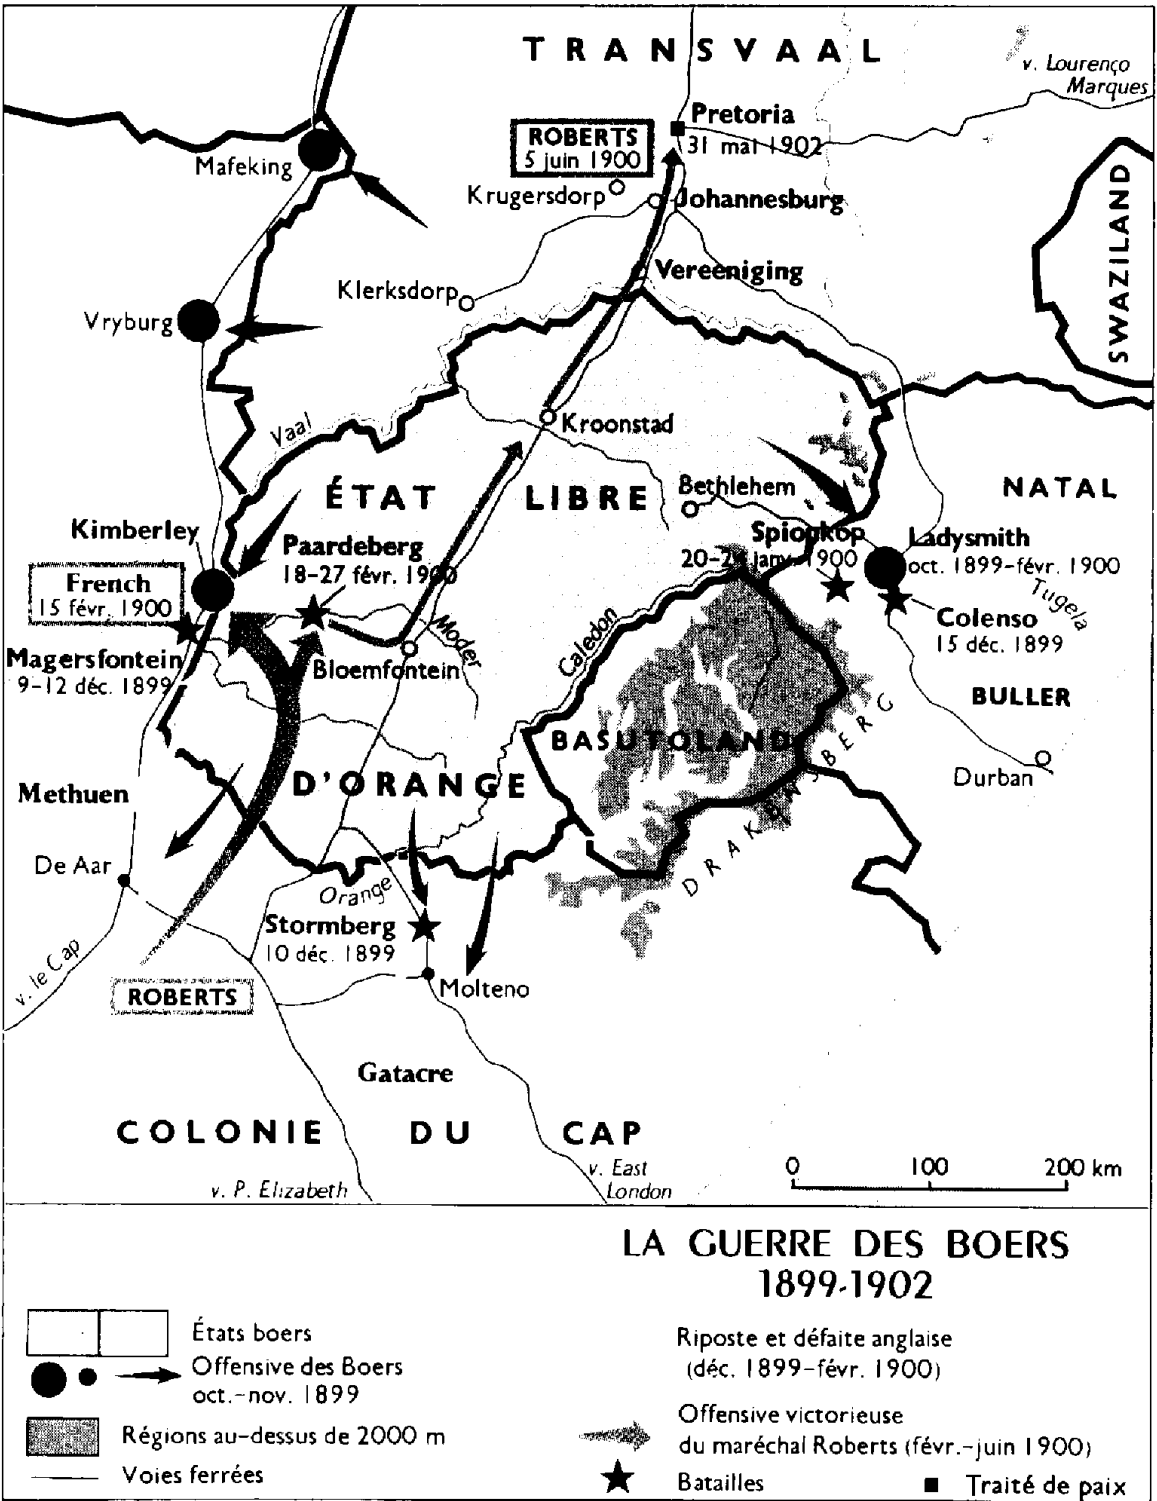 TRANSVAAL
v. Lourenço
Marques
Pretoria
31 mai 1902
ROBERTS
5 juin 1900
Mafeking
Krugersdorp
Johannesburg
SWAZILAND
Vereeniging
Klerksdorp
Vryburg
Vaal
Kroonstad
ÉTAT LIBRE
Bethlehem
NATAL
Kimberley
Paardeberg
18-27 févr. 1900
Spionkop
janv. 1900
Ladysmith
oct. 1899-févr. 1900
French
15 févr. 1900
Tugela
Colenso
15 déc. 1899
Caledon
Moder
Magersfontein
9-12 déc. 1899
Bloemfontein
BULLER
BASUTOLAND
DRAKENSBERG
Durban
D'ORANGE
Methuen
De Aar
Orange
Stormberg
10 déc. 1899
v. le Cap
ROBERTS
Molteno
Gatacre
COLONIE DU CAP
v. P. Elizabeth
v. East
London
0 100 200 km
LA GUERRE DES BOERS
1899-1902
États boers
Offensive des Boers
oct.-nov. 1899
Régions au-dessus de 2000 m
Voies ferrées
Riposte et défaite anglaise
(déc. 1899-févr. 1900)
Offensive victorieuse
du maréchal Roberts (févr.-juin 1900)
Batailles
Traité de paix